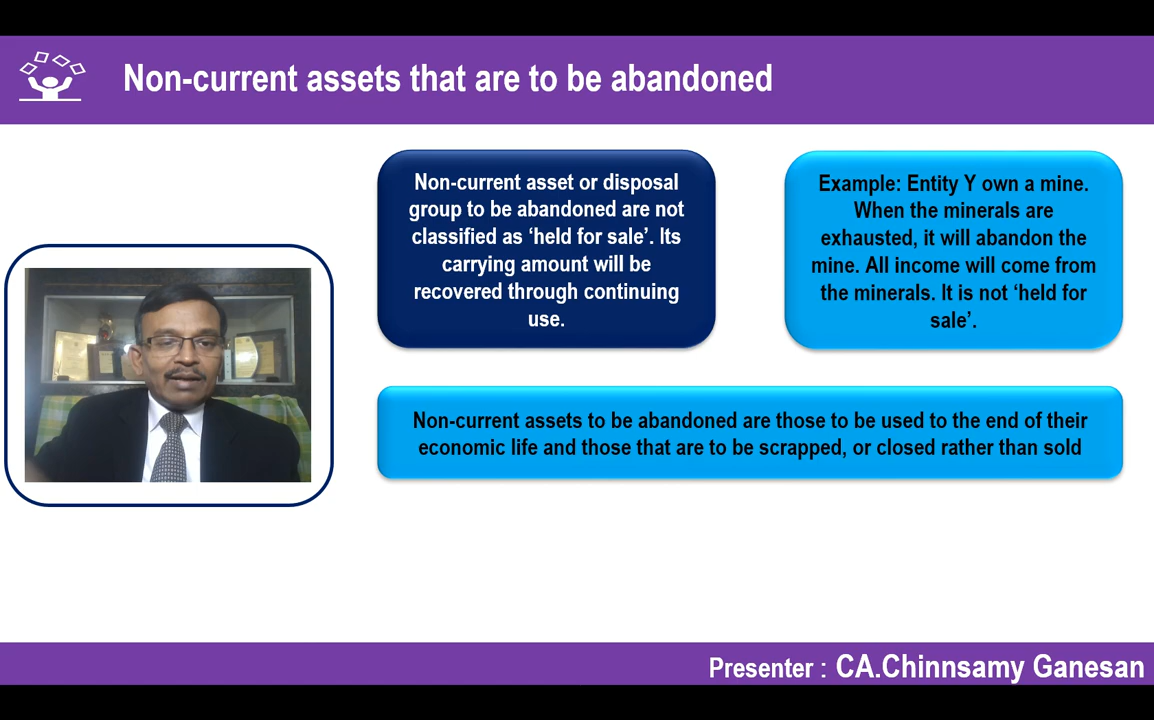 Non-current assets that are to be abandoned
Non-current asset or disposal
group to be abandoned are not
classified as ‘held for sale’. Its
carrying amount will be
recovered through continuing
use.
Example: Entity Y own a mine.
When the minerals are
exhausted, it will abandon the
mine. All income will come from
the minerals. It is not ‘held for
sale’.
Non-current assets to be abandoned are those to be used to the end of their
economic life and those that are to be scrapped, or closed rather than sold
Presenter : CA.Chinnsamy Ganesan